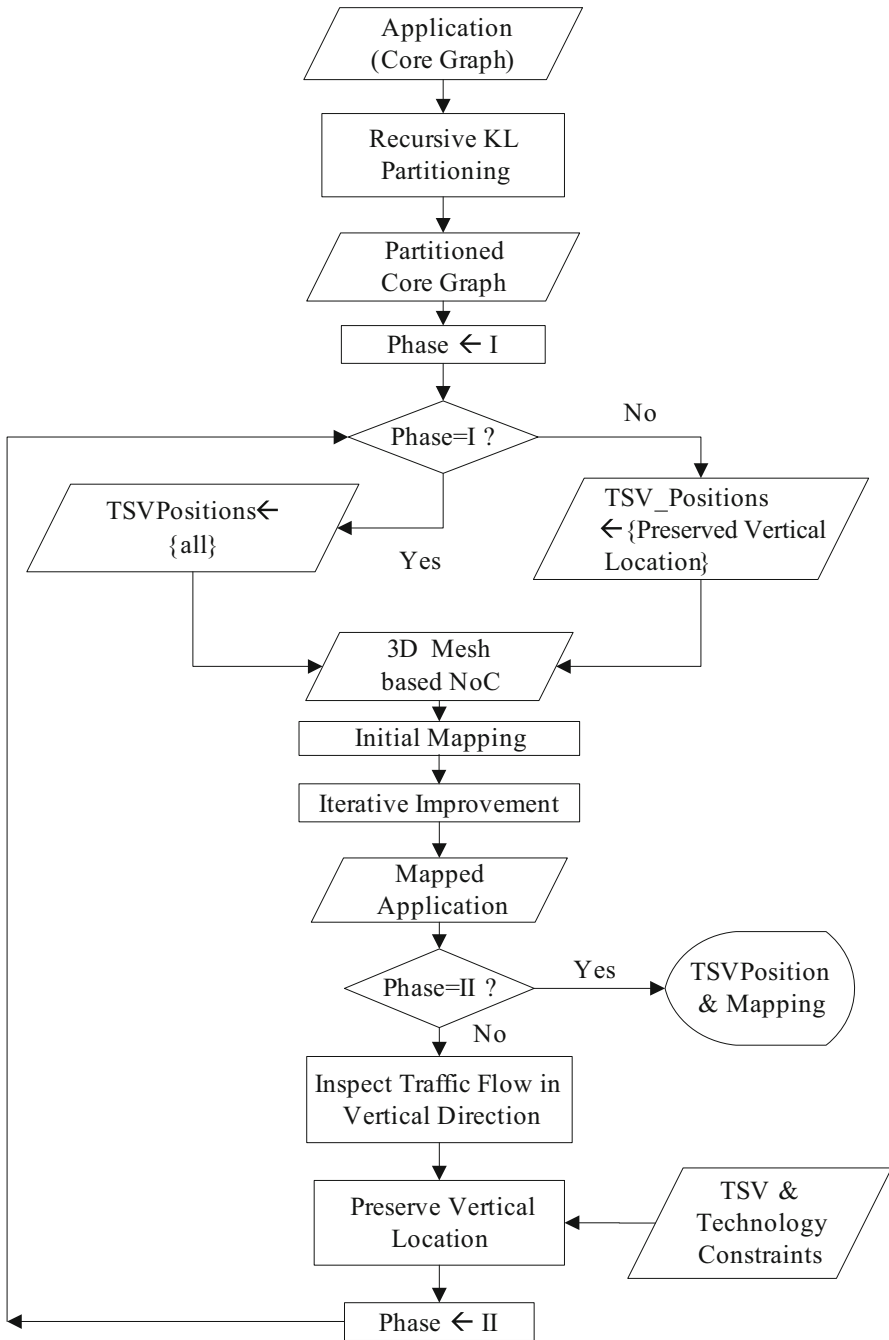 Application
(Core Graph)
Recursive KL
Partitioning
Partitioned
Core Graph
Phase ← I
Phase=I ?
No
Yes
TSVPositions←
{all}
TSV_Positions
←{Preserved Vertical
Location}
3D Mesh
based NoC
Initial Mapping
Iterative Improvement
Mapped
Application
Phase=II ?
Yes
No
TSVPosition
& Mapping
Inspect Traffic Flow in
Vertical Direction
Preserve Vertical
Location
TSV &
Technology
Constraints
Phase ← II